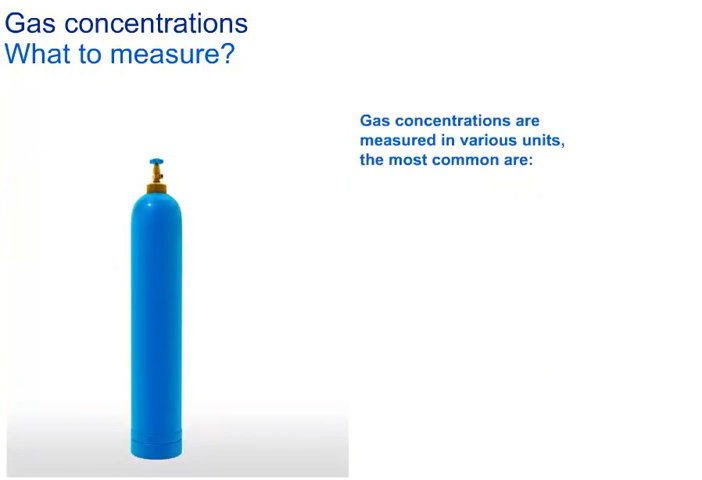 Gas concentrations
What to measure?
Gas concentrations are
measured in various units,
the most common are: